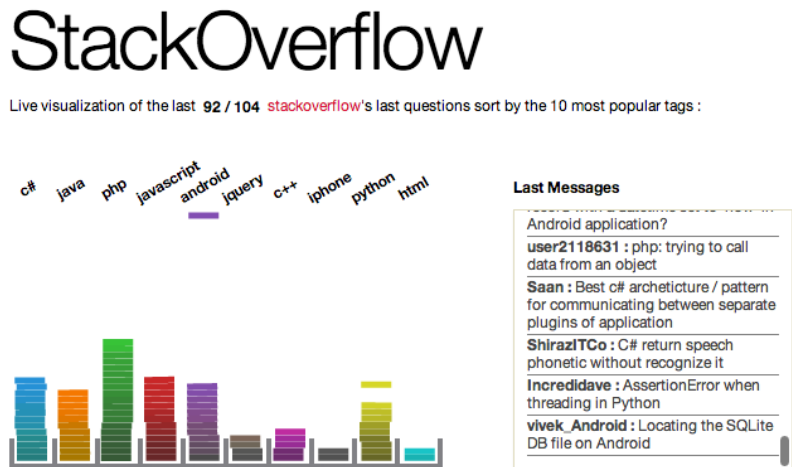 StackOverflow
Live visualization of the last 92 / 104 stackoverflow's last questions sort by the 10 most popular tags :
c# java php javascript android jquery c++ iphone python html
Last Messages
Android application?
user2118631 : php: trying to call
data from an object
Saan : Best c# archeticture / pattern
for communicating between separate
plugins of application
ShirazITCo : C# return speech
phonetic without recognize it
Incredidave : AssertionError when
threading in Python
vivek_Android : Locating the SQLite
DB file on Android